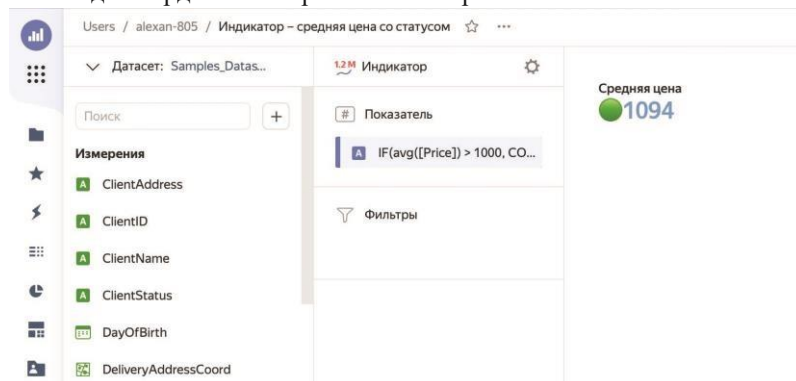 Users / alexan-805 / Индикатор – средняя цена со статусом
Датасет: Samples_Datas...
Поиск
Измерения
ClientAddress
ClientID
ClientName
ClientStatus
DayOfBirth
DeliveryAddressCoord
1.2M Индикатор
# Показатель
A IF(avg([Price]) > 1000, CO...
Фильтры
Средняя цена
1094